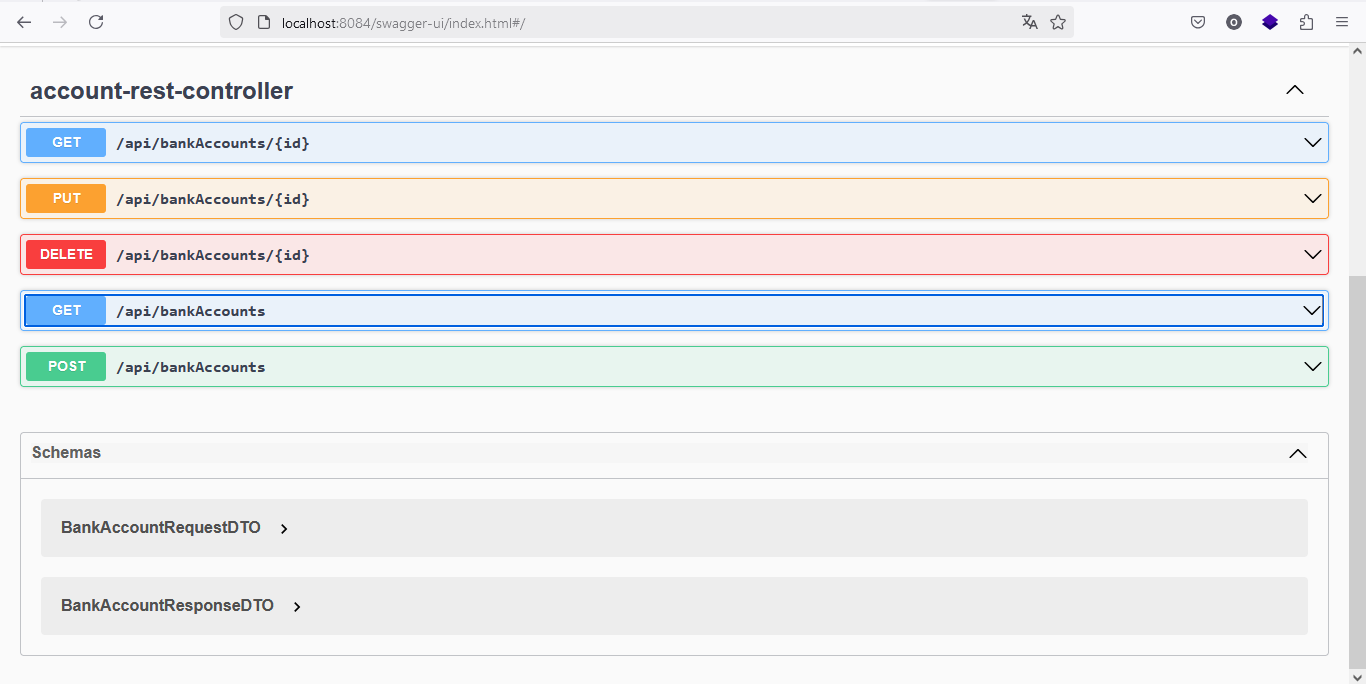 localhost:8084/swagger-ui/index.html#/
account-rest-controller
GET /api/bankAccounts/{id}
PUT /api/bankAccounts/{id}
DELETE /api/bankAccounts/{id}
GET /api/bankAccounts
POST /api/bankAccounts
Schemas
BankAccountRequestDTO
BankAccountResponseDTO